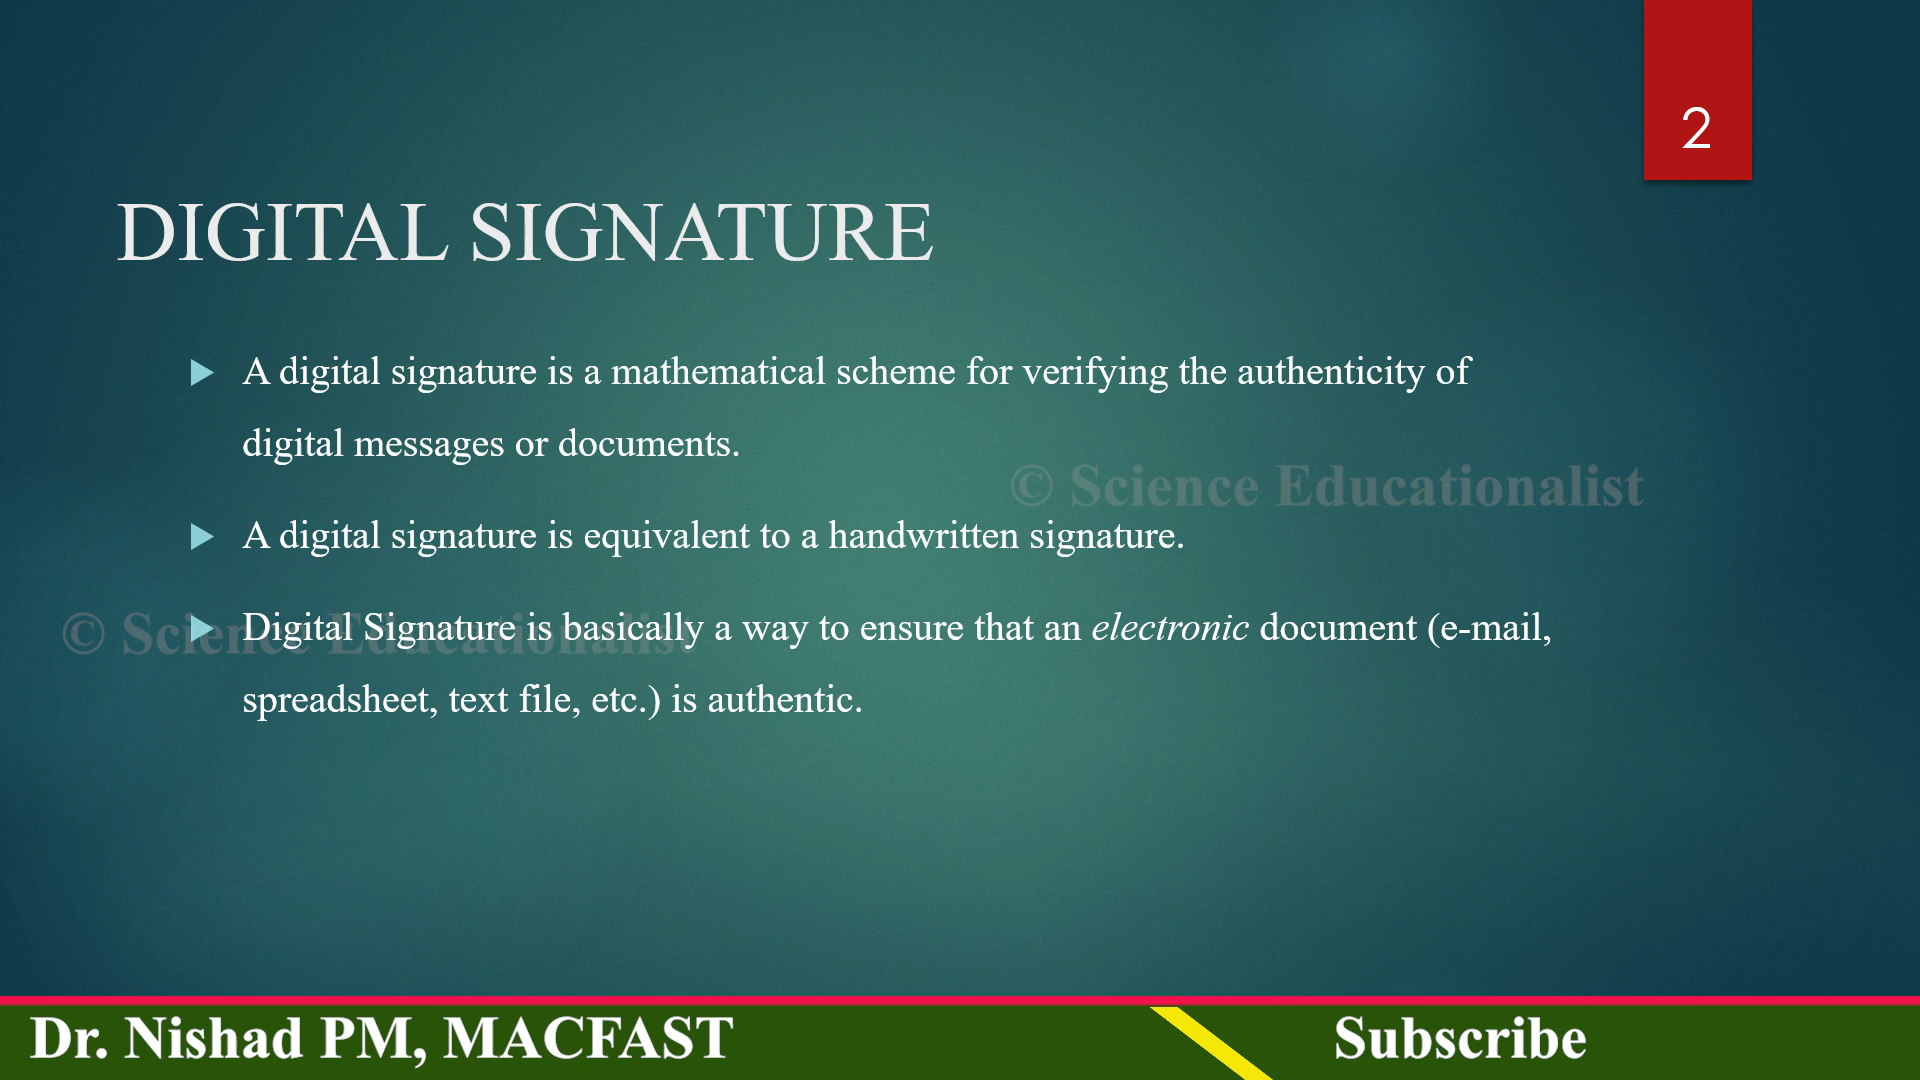 2
DIGITAL SIGNATURE
A digital signature is a mathematical scheme for verifying the authenticity of
digital messages or documents.
© Science Educationalist
A digital signature is equivalent to a handwritten signature.
© Science Educationalist
Digital Signature is basically a way to ensure that an electronic document (e-mail,
spreadsheet, text file, etc.) is authentic.
Dr. Nishad PM, MACFAST
Subscribe